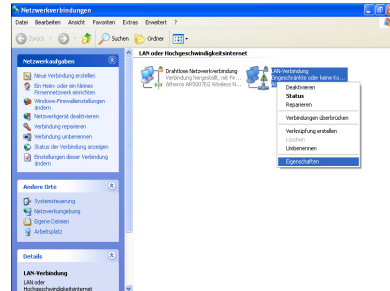 Netzwerkverbindungen
Datei Bearbeiten Ansicht Favoriten Extras Erweitert ?
Zurück Suchen Ordner
Netzwerkaufgaben
Neue Verbindung erstellen
Ein Heim- oder ein kleines
Firmennetzwerk einrichten
Windows-Firewalleinstellungen
ändern
Netzwerkgerät deaktivieren
Verbindung reparieren
Verbindung umbenennen
Status der Verbindung anzeigen
Einstellungen dieser Verbindung
ändern
Andere Orte
Systemsteuerung
Netzwerkumgebung
Eigene Dateien
Arbeitsplatz
Details
LAN-Verbindung
LAN oder
Hochgeschwindigkeitsinternet
LAN oder Hochgeschwindigkeitsinternet
Drahtlose Netzwerkverbindung
Verbindung hergestellt, mit Fir...
Atheros AR5007EG Wireless N...
LAN-Verbindung
Eingeschränkte oder keine Ko...
Deaktivieren
Status
Reparieren
Verbindungen überbrücken
Verknüpfung erstellen
Löschen
Umbenennen
Eigenschaften